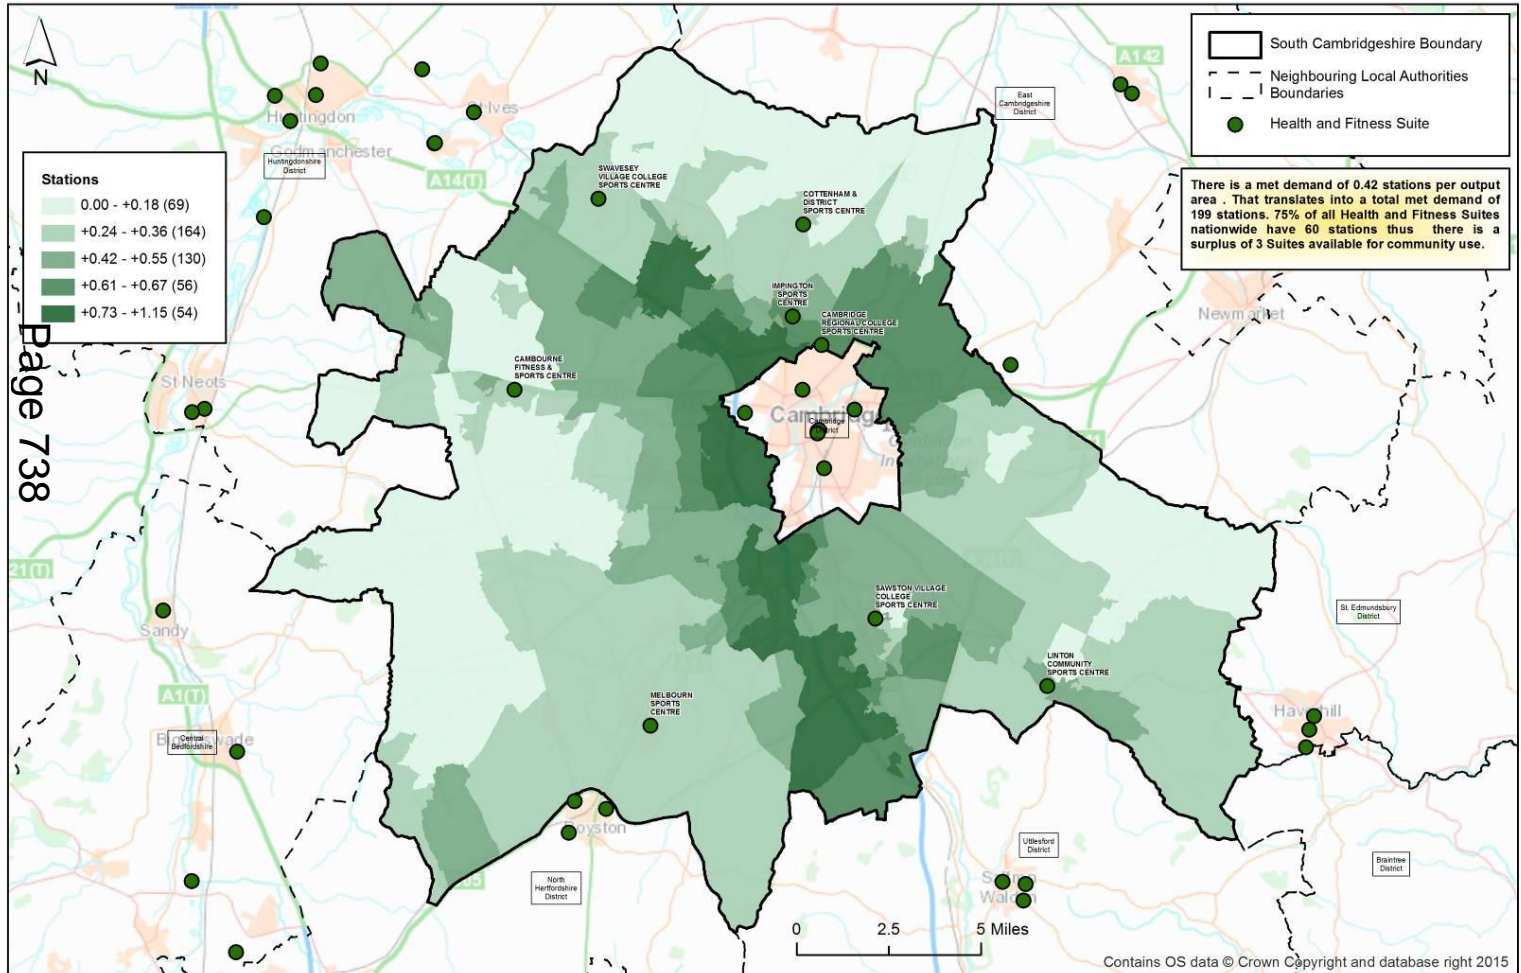 South Cambridgeshire Boundary
Neighbouring Local Authorities
Boundaries
Health and Fitness Suite
There is a met demand of 0.42 stations per output
area . That translates into a total met demand of
199 stations. 75% of all Health and Fitness Suites
nationwide have 60 stations thus there is a
surplus of 3 Suites available for community use.
Stations
0.00 - +0.18 (69)
+0.24 - +0.36 (164)
+0.42 - +0.55 (130)
+0.61 - +0.67 (56)
+0.73 - +1.15 (54)
Page 738
N
A142
East
Cambridgeshire
District
St Ives
Huntingdon
Godmanchester
Huntingdonshire
District
A14(T)
SWAVESEY
VILLAGE COLLEGE
SPORTS CENTRE
COTTENHAM &
DISTRICT
SPORTS CENTRE
IMPINGTON
SPORTS
CENTRE
CAMBRIDGE
REGIONAL COLLEGE
SPORTS CENTRE
Newmarket
CAMBOURNE
FITNESS &
SPORTS CENTRE
St Neots
Cambridge
Cambridge
District
21(T)
Sandy
SAWSTON VILLAGE
COLLEGE
SPORTS CENTRE
St. Edmundsbury
District
LINTON
COMMUNITY
SPORTS CENTRE
A1(T)
MELBOURN
SPORTS
CENTRE
Haverhill
Biggleswade
Central
Bedfordshire
Royston
Uttlesford
District
Braintree
District
North
Hertfordshire
District
Saffron
Walden
0 2.5 5 Miles
Contains OS data © Crown Copyright and database right 2015